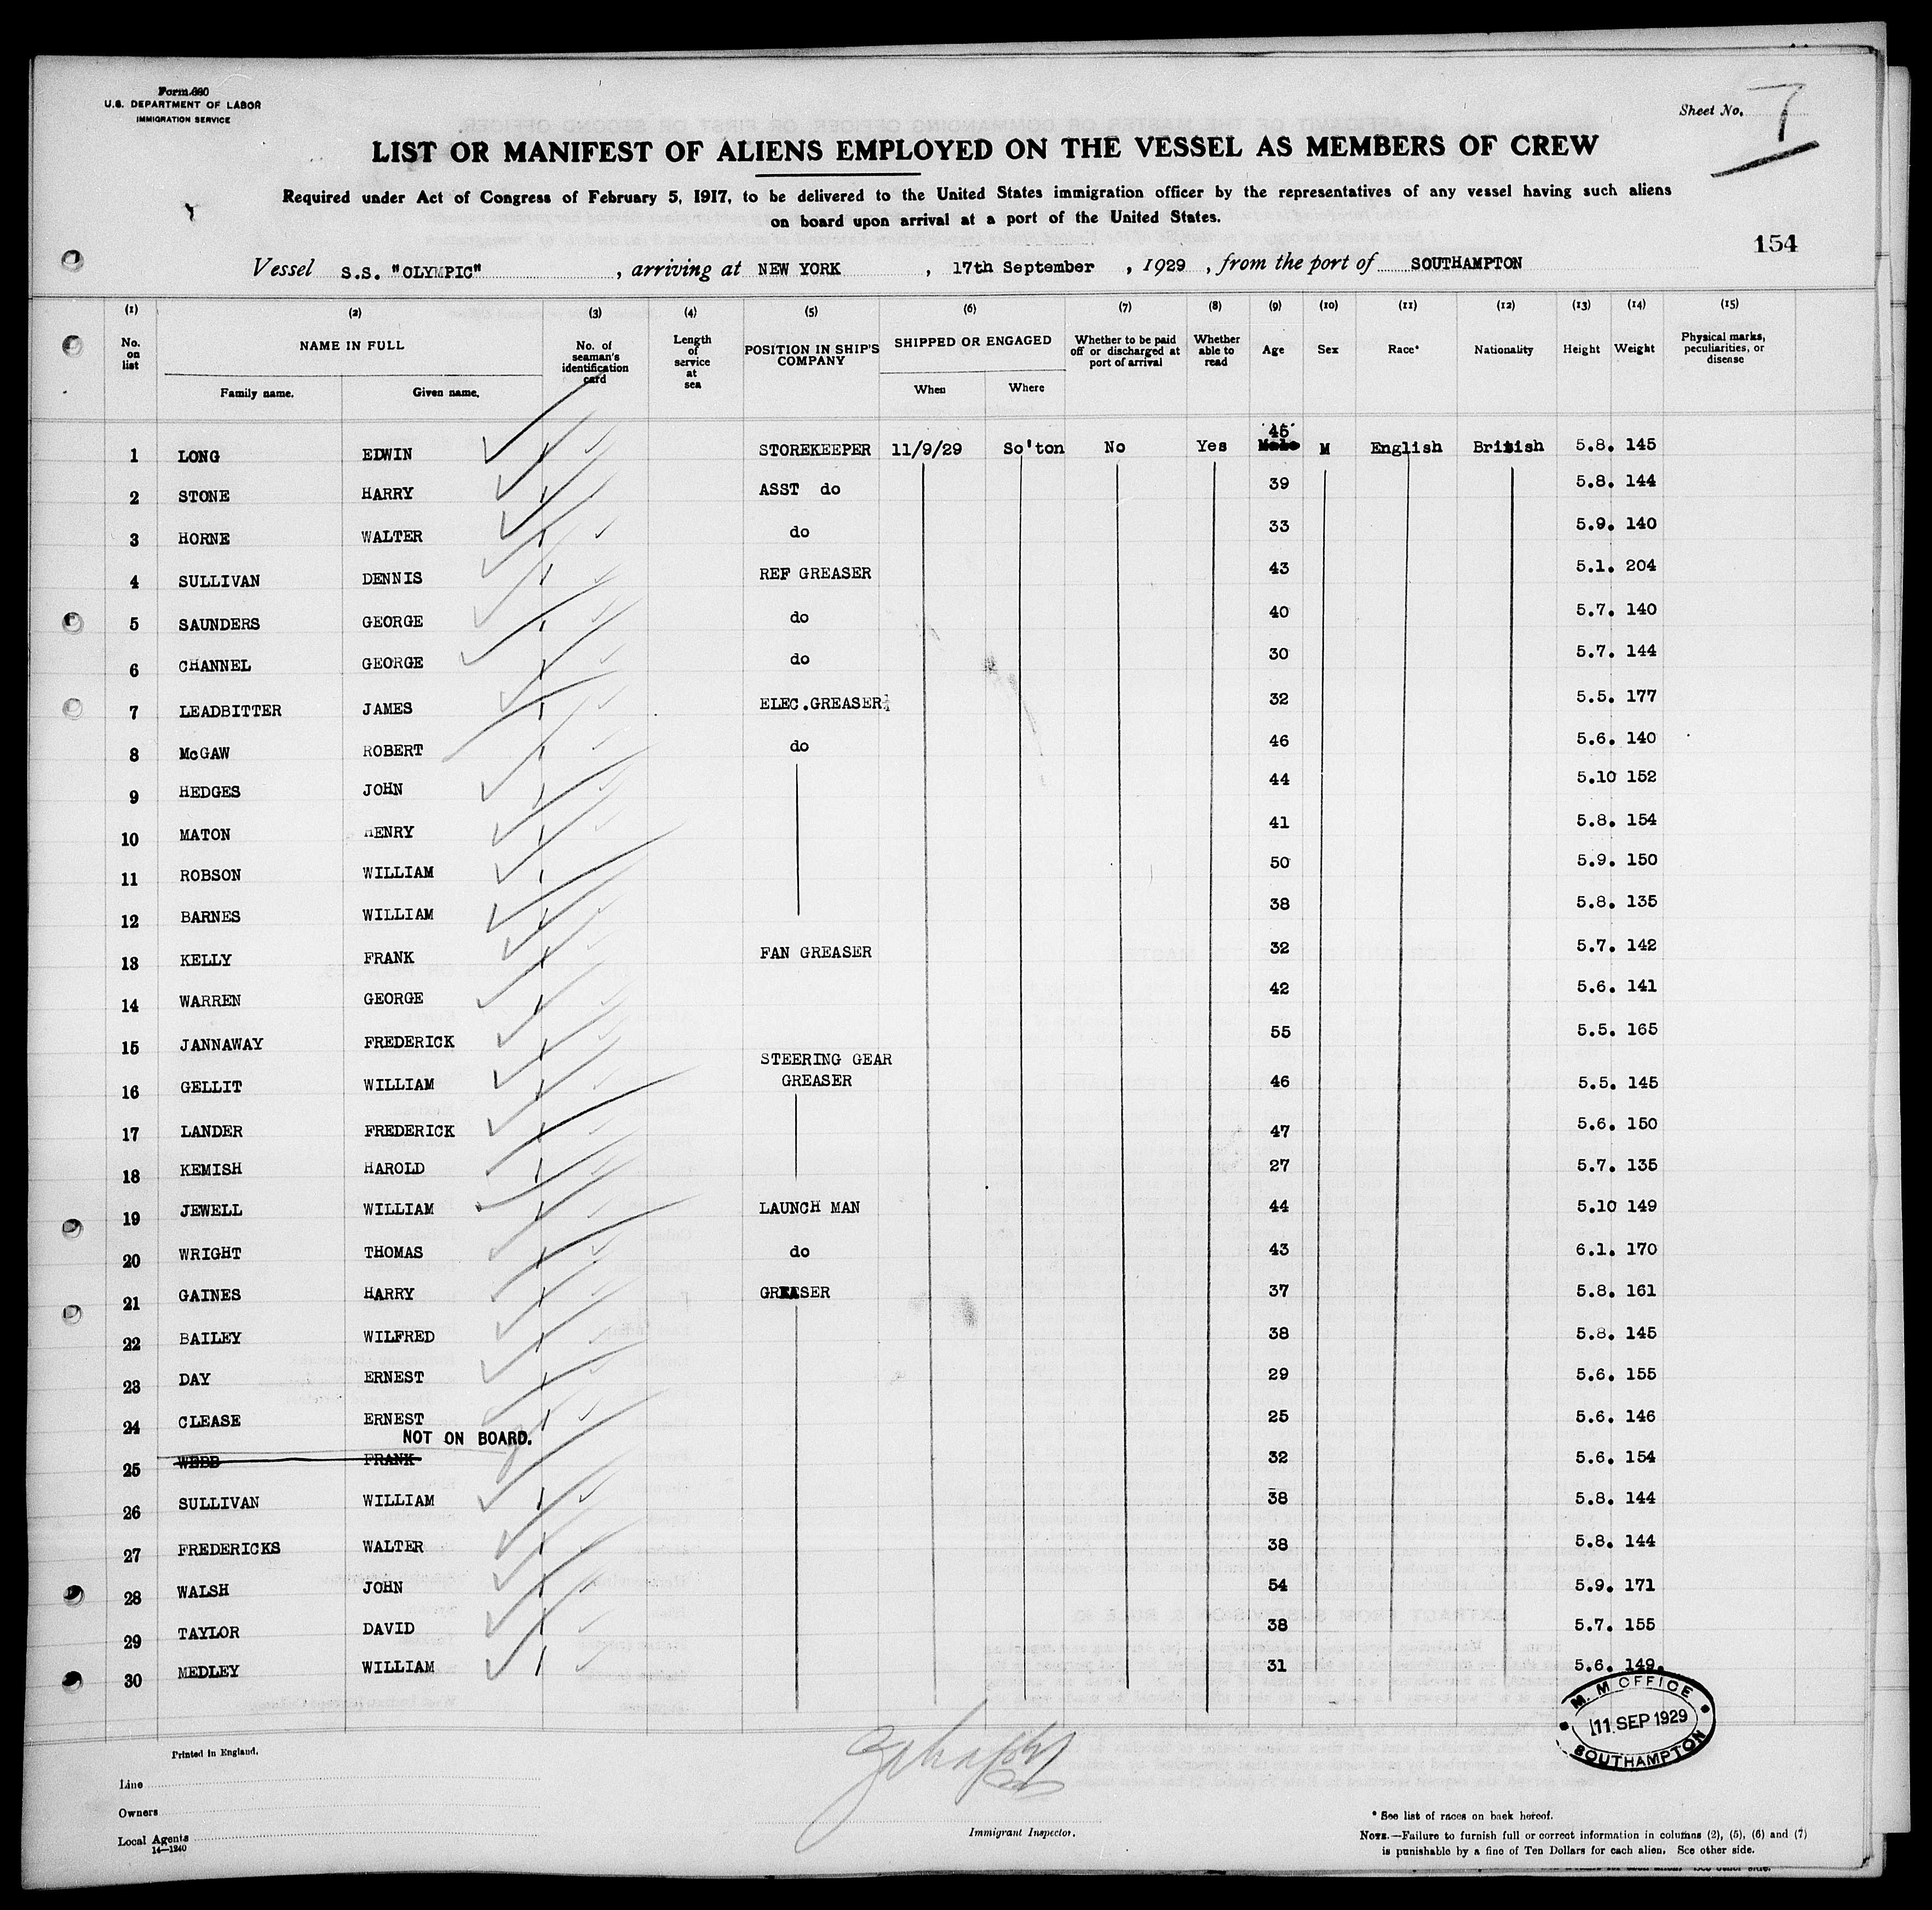 Form 680
U.S. DEPARTMENT OF LABOR
IMMIGRATION SERVICE
Sheet No. 7
LIST OR MANIFEST OF ALIENS EMPLOYED ON THE VESSEL AS MEMBERS OF CREW
Required under Act of Congress of February 5, 1917, to be delivered to the United States immigration officer by the representatives of any vessel having such aliens
on board upon arrival at a port of the United States.
154
Vessel S.S. "OLYMPIC", arriving at NEW YORK, 17th September, 1929, from the port of SOUTHAMPTON
(1) (2) (3) (4) (5) (6) (7) (8) (9) (10) (11) (12) (13) (14) (15)
No. on list NAME IN FULL Family name. Given name. No. of seaman's identification card Length of service at sea POSITION IN SHIP'S COMPANY SHIPPED OR ENGAGED When Where Whether to be paid off or discharged at port of arrival Whether able to read Age Sex Race* Nationality Height Weight Physical marks, peculiarities, or disease
1 LONG EDWIN STOREKEEPER 11/9/29 So'ton No Yes 45 M English British 5.8. 145
2 STONE HARRY ASST do 39 5.8. 144
3 HORNE WALTER do 33 5.9. 140
4 SULLIVAN DENNIS REF GREASER 43 5.1. 204
5 SAUNDERS GEORGE do 40 5.7. 140
6 CHANNEL GEORGE do 30 5.7. 144
7 LEADBITTER JAMES ELEC.GREASER 32 5.5. 177
8 McGAW ROBERT do 46 5.6. 140
9 HEDGES JOHN 44 5.10 152
10 MATON HENRY 41 5.8. 154
11 ROBSON WILLIAM 50 5.9. 150
12 BARNES WILLIAM 38 5.8. 135
13 KELLY FRANK FAN GREASER 32 5.7. 142
14 WARREN GEORGE 42 5.6. 141
15 JANNAWAY FREDERICK 55 5.5. 165
16 GELLIT WILLIAM STEERING GEAR GREASER 46 5.5. 145
17 LANDER FREDERICK 47 5.6. 150
18 KEMISH HAROLD 27 5.7. 135
19 JEWELL WILLIAM LAUNCH MAN 44 5.10 149
20 WRIGHT THOMAS do 43 6.1. 170
21 GAINES HARRY GREASER 37 5.8. 161
22 BAILEY WILFRED 38 5.8. 145
23 DAY ERNEST 29 5.6. 155
24 CLEASE ERNEST 25 5.6. 146
NOT ON BOARD.
25 WEBB FRANK 32 5.6. 154
26 SULLIVAN WILLIAM 38 5.8. 144
27 FREDERICKS WALTER 38 5.8. 144
28 WALSH JOHN 54 5.9. 171
29 TAYLOR DAVID 38 5.7. 155
30 MEDLEY WILLIAM 31 5.6. 149.
M. M OFFICE
11 SEP 1929
SOUTHAMPTON
Printed in England.
Line
Owners
Local Agents
14—1240
Immigrant Inspector.
* See list of races on back hereof.
NOTE.—Failure to furnish full or correct information in columns (2), (5), (6) and (7)
is punishable by a fine of Ten Dollars for each alien. See other side.